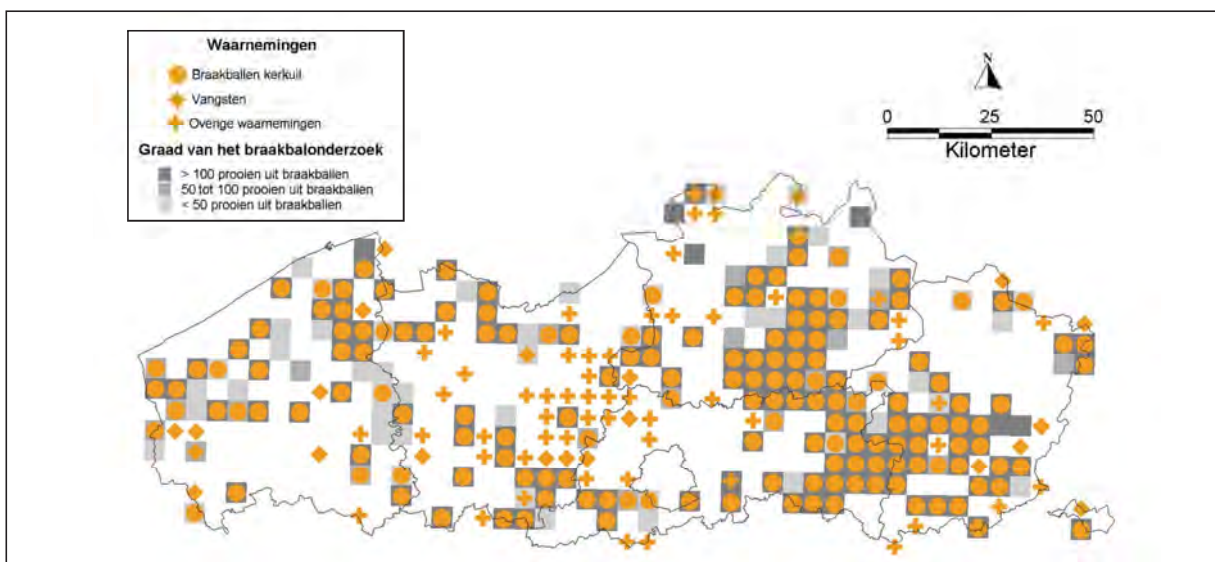 Waarnemingen
Braakballen kerkuil
Vangsten
Overige waarnemingen
Graad van het braakbalonderzoek
> 100 prooien uit braakballen
50 tot 100 prooien uit braakballen
< 50 prooien uit braakballen
N
0 25 50
Kilometer